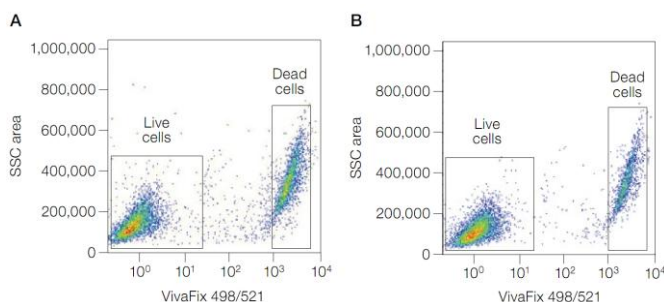 A
1,000,000
800,000
600,000
400,000
200,000
0
SSC area
Live
cells
Dead
cells
10⁰
10¹
10²
10³
10⁴
VivaFix 498/521
B
1,000,000
800,000
600,000
400,000
200,000
0
SSC area
Live
cells
Dead
cells
10⁰
10¹
10²
10³
10⁴
VivaFix 498/521